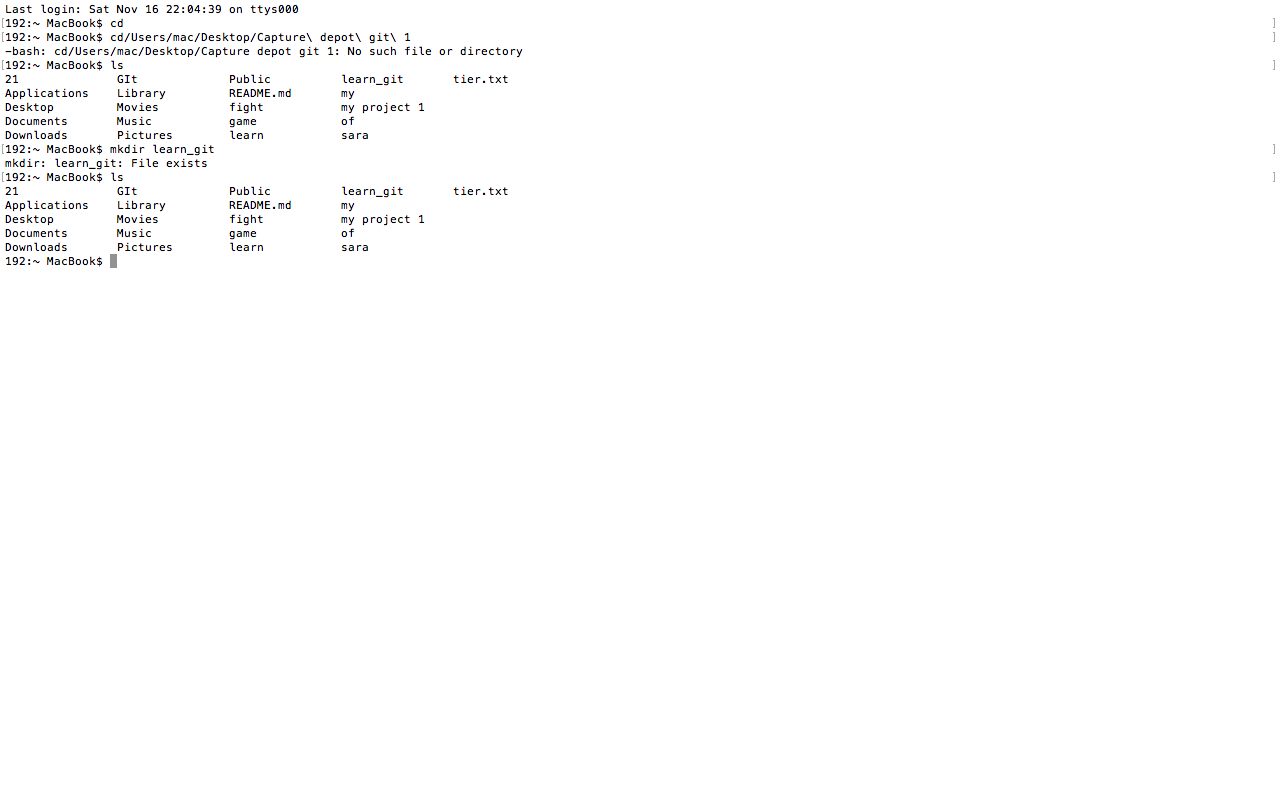 Last login: Sat Nov 16 22:04:39 on ttys000
[192:~ MacBook$ cd ]
[192:~ MacBook$ cd/Users/mac/Desktop/Capture\ depot\ git\ 1 ]
-bash: cd/Users/mac/Desktop/Capture depot git 1: No such file or directory
[192:~ MacBook$ ls ]
21 GIt Public learn_git tier.txt
Applications Library README.md my
Desktop Movies fight my project 1
Documents Music game of
Downloads Pictures learn sara
[192:~ MacBook$ mkdir learn_git ]
mkdir: learn_git: File exists
[192:~ MacBook$ ls ]
21 GIt Public learn_git tier.txt
Applications Library README.md my
Desktop Movies fight my project 1
Documents Music game of
Downloads Pictures learn sara
192:~ MacBook$